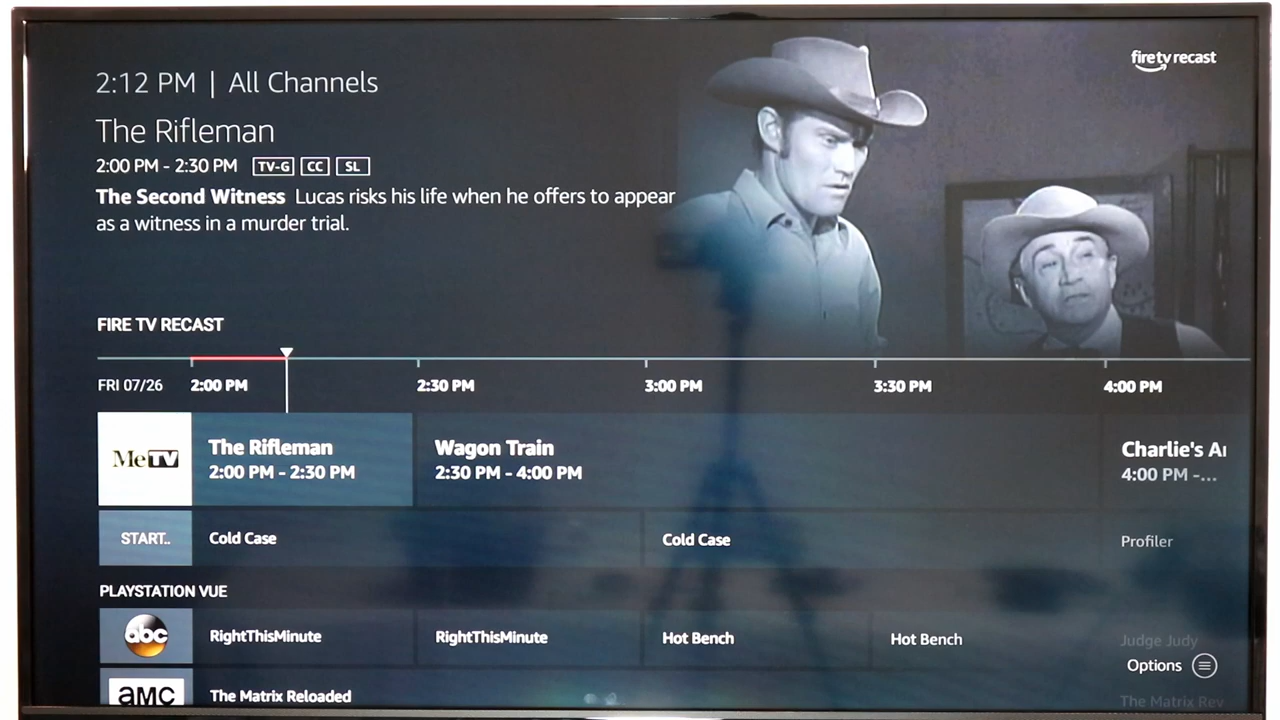 2:12 PM | All Channels
firetv recast
The Rifleman
2:00 PM - 2:30 PM TV-G CC SL
The Second Witness Lucas risks his life when he offers to appear
as a witness in a murder trial.
FIRE TV RECAST
FRI 07/26 2:00 PM 2:30 PM 3:00 PM 3:30 PM 4:00 PM
MeTV
The Rifleman Wagon Train Charlie's
2:00 PM - 2:30 PM 2:30 PM - 4:00 PM 4:00 PM -...
START.. Cold Case Cold Case Profiler
PLAYSTATION VUE
abc RightThisMinute RightThisMinute Hot Bench Hot Bench Judge Judy
Options
amc The Matrix Reloaded The Matrix Rev